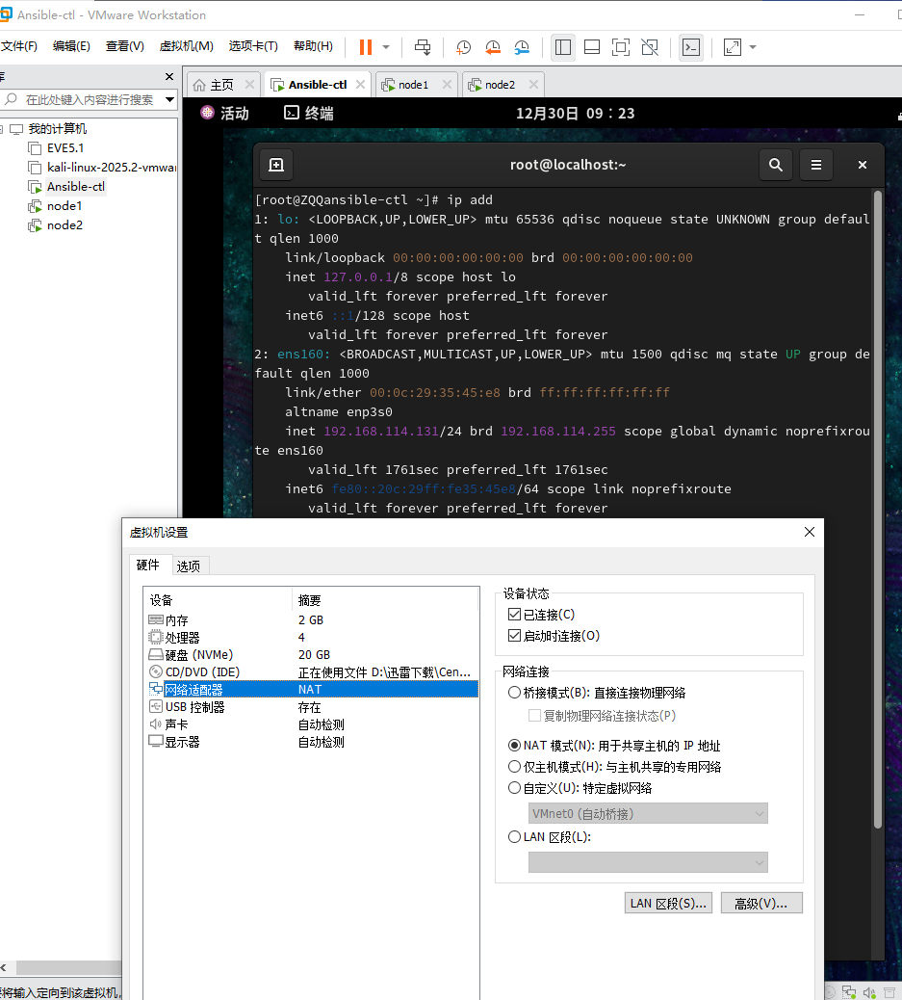 Ansible-ctl - VMware Workstation
文件(F) 编辑(E) 查看(V) 虚拟机(M) 选项卡(T) 帮助(H)
库
主页 Ansible-ctl node1 node2
在此处键入内容进行搜索
我的计算机
EVE5.1
kali-linux-2025.2-vmwar
Ansible-ctl
node1
node2
活动 终端 12月30日 09：23
root@localhost:~
[root@ZQQansible-ctl ~]# ip add
1: lo: <LOOPBACK,UP,LOWER_UP> mtu 65536 qdisc noqueue state UNKNOWN group defaul
t qlen 1000
link/loopback 00:00:00:00:00:00 brd 00:00:00:00:00:00
inet 127.0.0.1/8 scope host lo
valid_lft forever preferred_lft forever
inet6 ::1/128 scope host
valid_lft forever preferred_lft forever
2: ens160: <BROADCAST,MULTICAST,UP,LOWER_UP> mtu 1500 qdisc mq state UP group de
fault qlen 1000
link/ether 00:0c:29:35:45:e8 brd ff:ff:ff:ff:ff:ff
altname enp3s0
inet 192.168.114.131/24 brd 192.168.114.255 scope global dynamic noprefixrou
te ens160
valid_lft 1761sec preferred_lft 1761sec
inet6 fe80::20c:29ff:fe35:45e8/64 scope link noprefixroute
valid_lft forever preferred_lft forever
虚拟机设置
硬件 选项
设备 摘要
内存 2 GB
处理器 4
硬盘 (NVMe) 20 GB
CD/DVD (IDE) 正在使用文件 D:\迅雷下载\Cen...
网络适配器 NAT
USB 控制器 存在
声卡 自动检测
显示器 自动检测
设备状态
已连接(C)
启动时连接(O)
网络连接
桥接模式(B): 直接连接物理网络
复制物理网络连接状态(P)
NAT 模式(N): 用于共享主机的 IP 地址
仅主机模式(H): 与主机共享的专用网络
自定义(U): 特定虚拟网络
VMnet0 (自动桥接)
LAN 区段(L):
LAN 区段(S)... 高级(V)...
要将输入定向到该虚拟机,